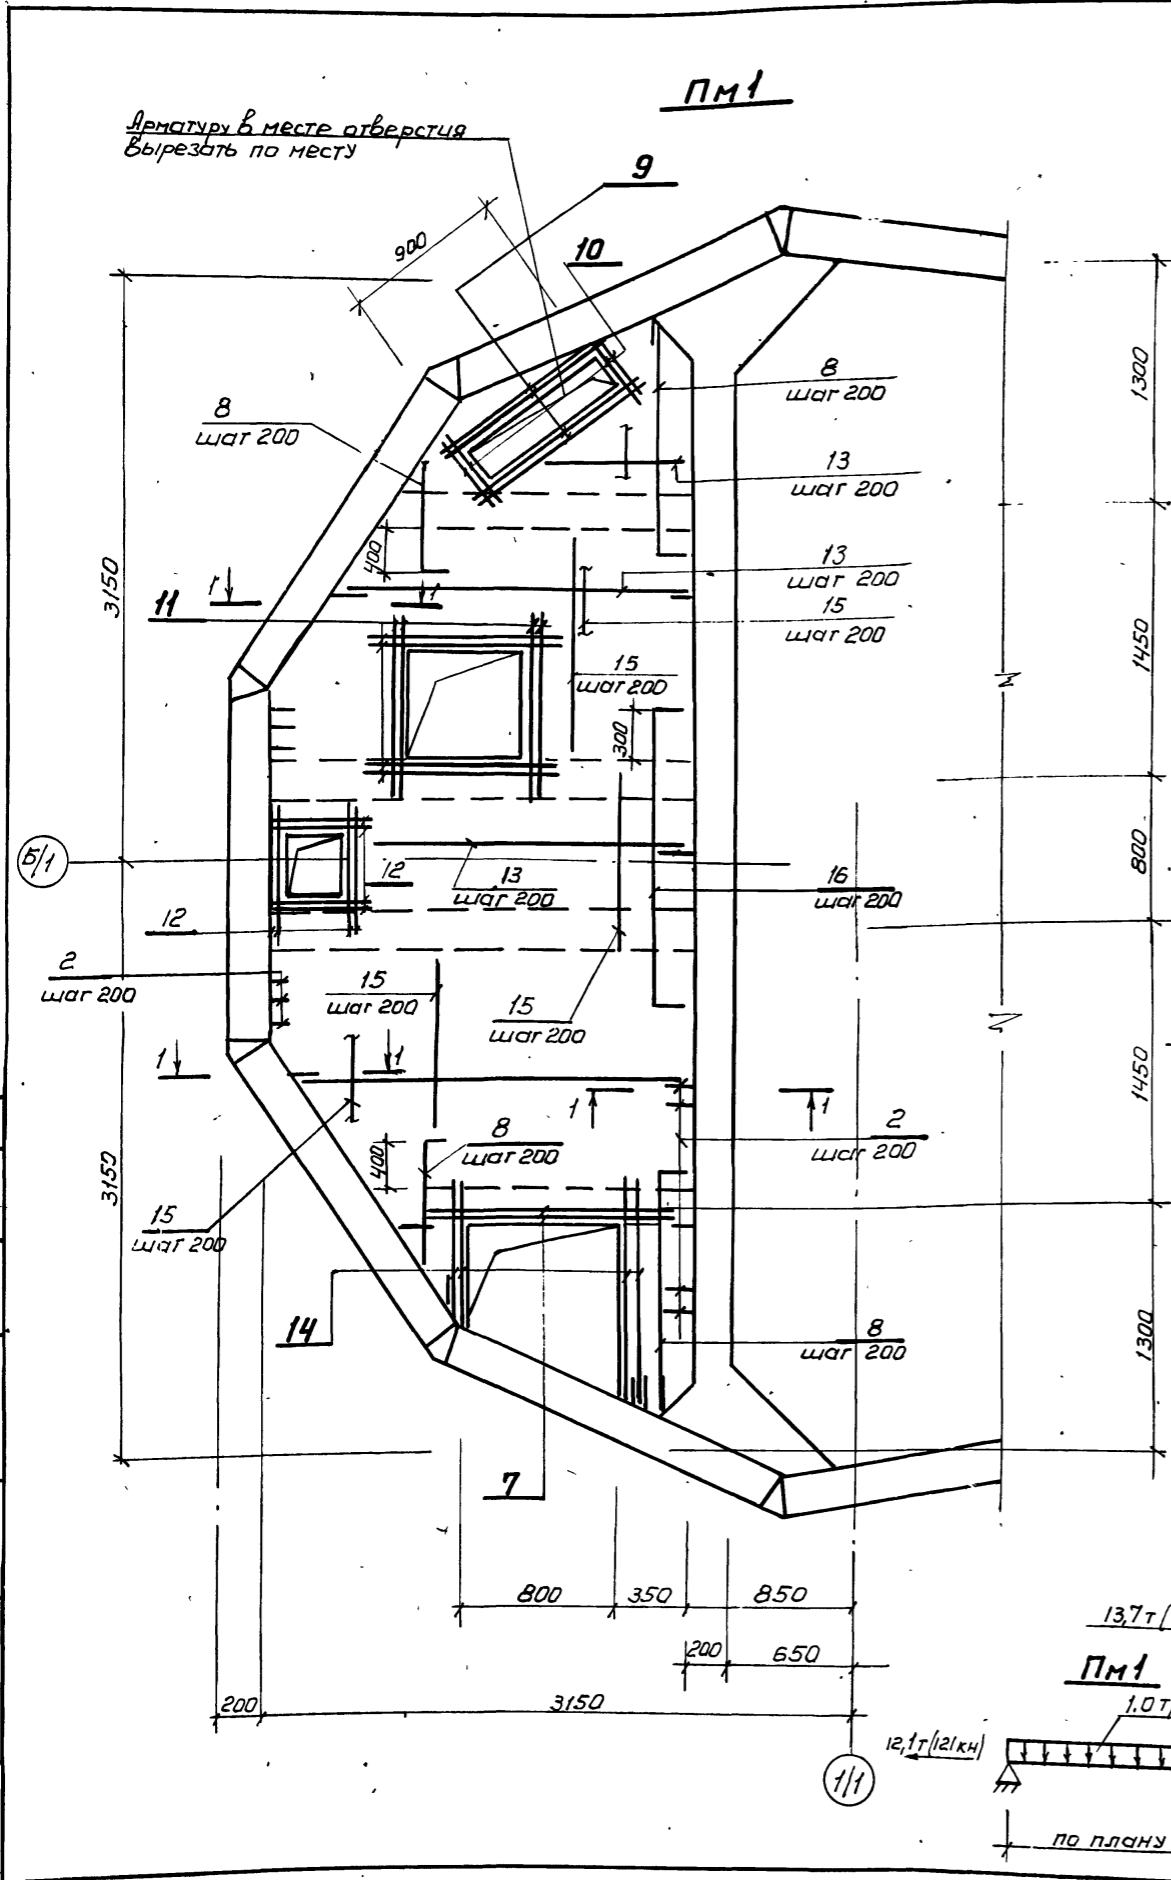 Пм1
Арматуру в месте отверстия
вырезать по месту
9
900
10
8
шаг 200
8
шаг 200
1300
13
шаг 200
400
13
шаг 200
3150
1
1
11
15
шаг 200
1450
15
шаг 200
300
Б/1
12
13
шаг 200
16
шаг 200
800
12
2
шаг 200
15
шаг 200
15
шаг 200
1
1
1
1
1450
2
шаг 200
8
шаг 200
400
3150
15
шаг 200
14
8
шаг 200
1300
7
800
350
850
200
650
13,7т(
Пм1
200
3150
1.0т/
12,1т(121кн)
1/1
по плану